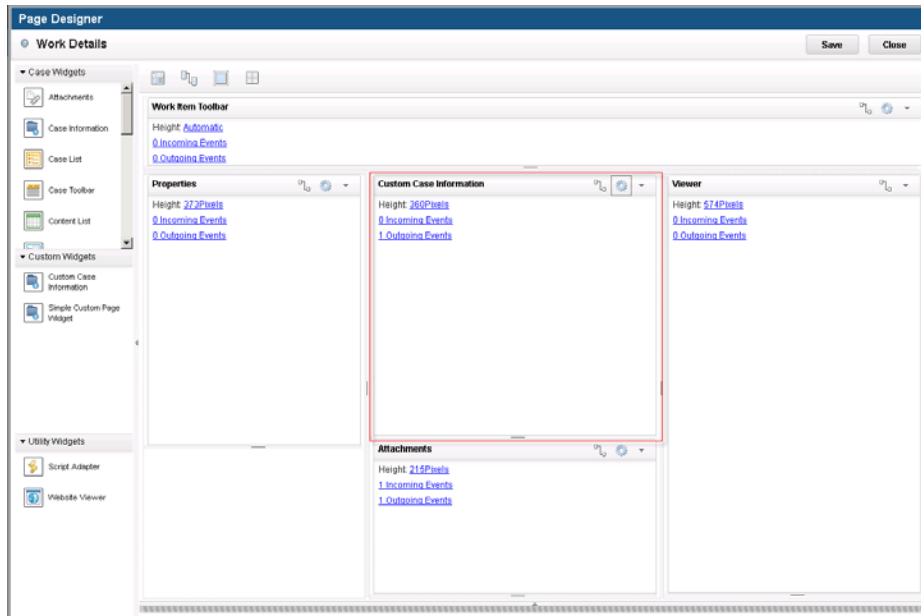 Page Designer
Work Details
Save
Close
Case Widgets
Attachments
Case Information
Case List
Case Toolbar
Content List
Custom Widgets
Custom Case
Information
Simple Custom Page
Widget
Utility Widgets
Script Adapter
Website Viewer
Work Item Toolbar
Height: Automatic
0 Incoming Events
0 Outgoing Events
Properties
Height: 273Pixels
0 Incoming Events
0 Outgoing Events
Custom Case Information
Height: 360Pixels
0 Incoming Events
1 Outgoing Events
Attachments
Height: 215Pixels
1 Incoming Events
1 Outgoing Events
Viewer
Height: 574Pixels
0 Incoming Events
0 Outgoing Events